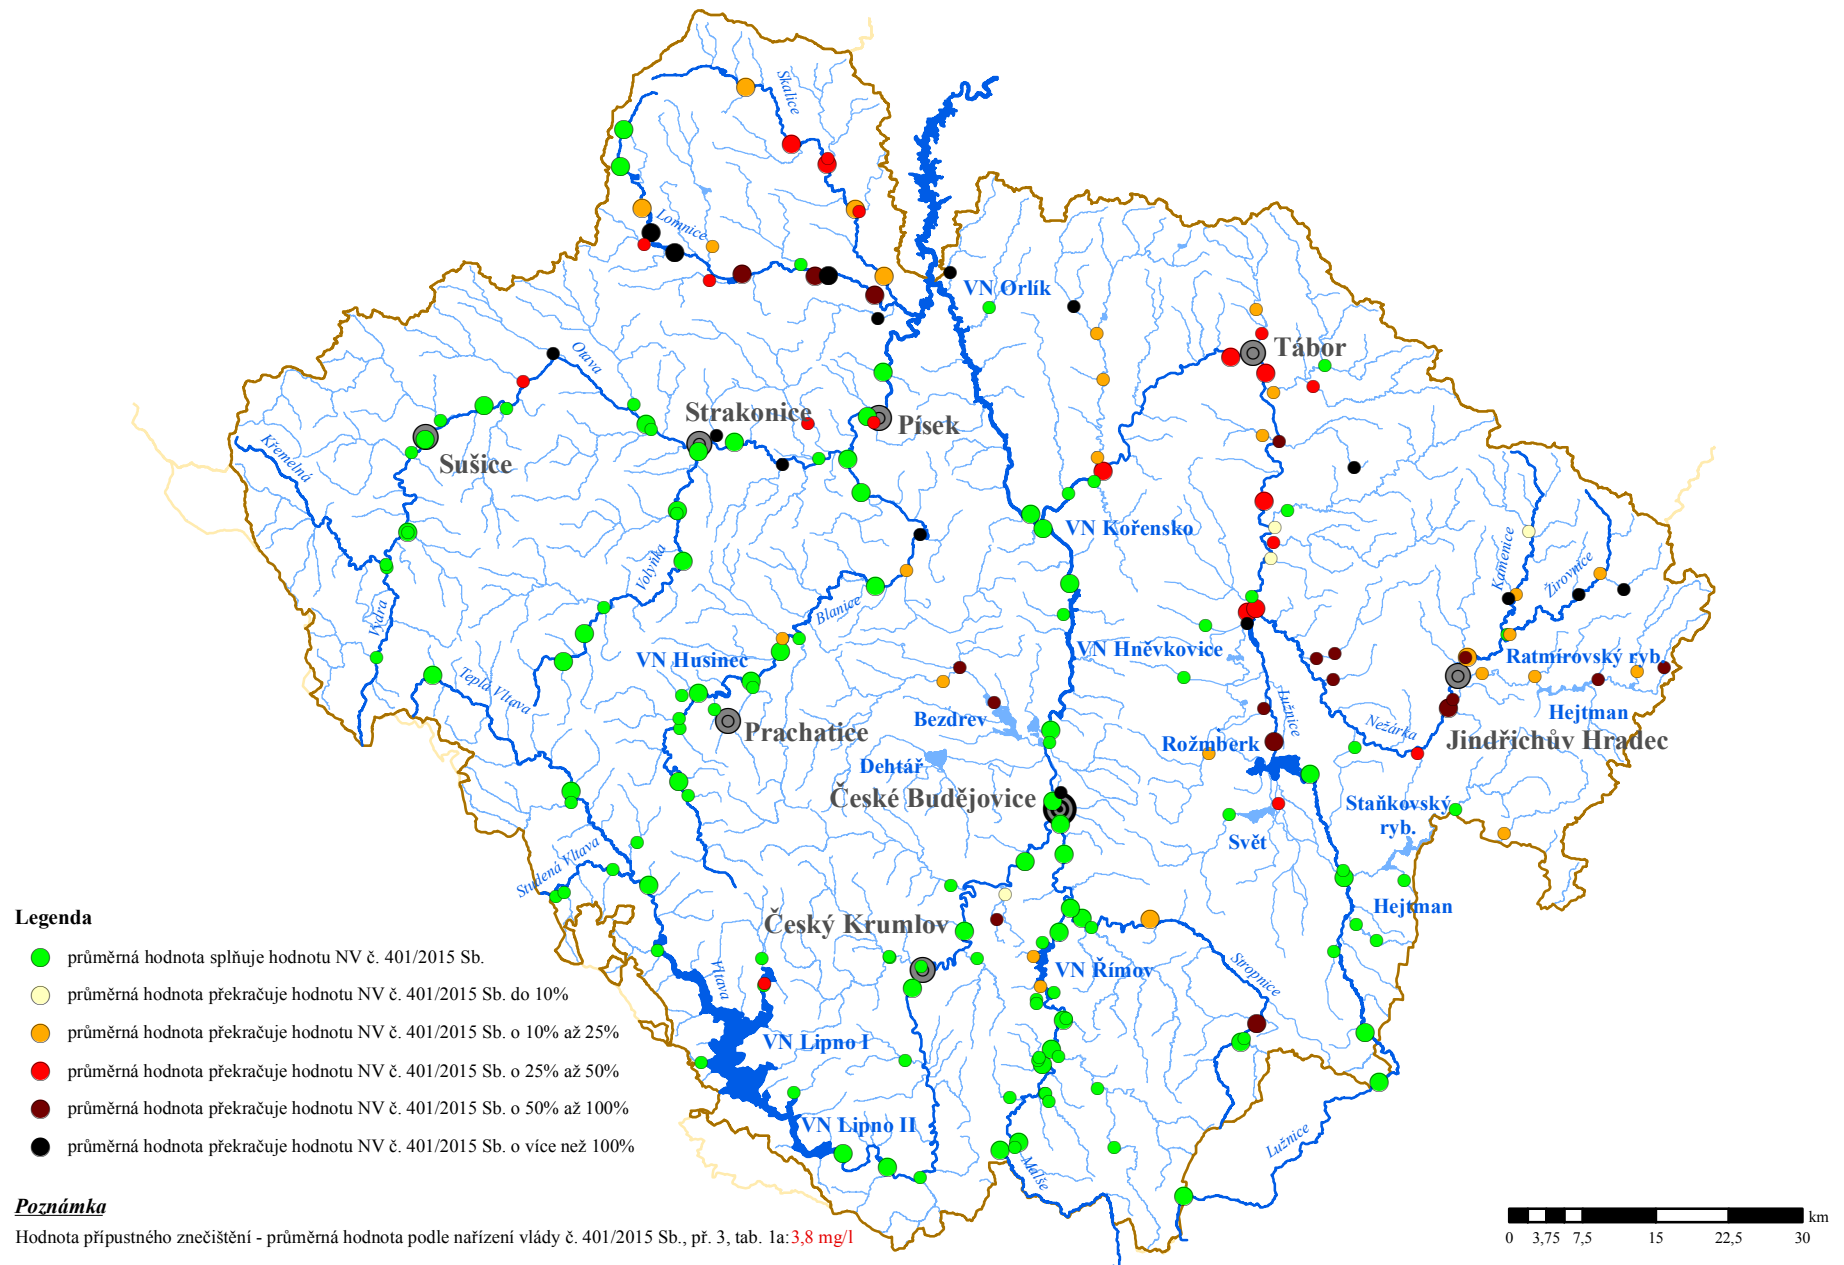 Skalice
Lomnice
VN Orlík
Otava
Tábor
Strakonice
Písek
Křemelná
Sušice
VN Kořensko
Kamenice
Žirovnice
Volyňka
Vydra
Blanice
VN Husinec
VN Hněvkovice
Ratmírovský ryb.
Teplá Vltava
Lužnice
Bezdrev
Hejtman
Prachatice
Nežárka
Rožmberk
Jindřichův Hradec
Dehtář
České Budějovice
Staňkovský
ryb.
Svět
Studená Vltava
Hejtman
Český Krumlov
Legenda
průměrná hodnota splňuje hodnotu NV č. 401/2015 Sb.
průměrná hodnota překračuje hodnotu NV č. 401/2015 Sb. do 10%
průměrná hodnota překračuje hodnotu NV č. 401/2015 Sb. o 10% až 25%
průměrná hodnota překračuje hodnotu NV č. 401/2015 Sb. o 25% až 50%
průměrná hodnota překračuje hodnotu NV č. 401/2015 Sb. o 50% až 100%
průměrná hodnota překračuje hodnotu NV č. 401/2015 Sb. o více než 100%
Vltava
VN Římov
Stropnice
VN Lipno I
VN Lipno II
Malše
Lužnice
Poznámka
Hodnota přípustného znečištění - průměrná hodnota podle nařízení vlády č. 401/2015 Sb., př. 3, tab. 1a:3,8 mg/l
km
0 3,75 7,5 15 22,5 30